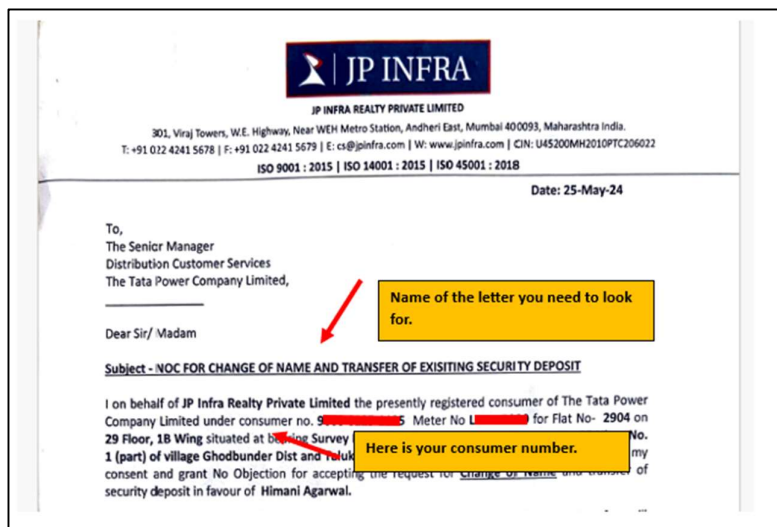 JP INFRA
JP INFRA REALTY PRIVATE LIMITED
301, Viraj Towers, W.E. Highway, Near WEH Metro Station, Andheri East, Mumbai 400093, Maharashtra India.
T: +91 022 4241 5678 | F: +91 022 4241 5679 | E: cs@jpinfra.com | W: www.jpinfra.com | CIN: U45200MH2010PTC206022
ISO 9001 : 2015 | ISO 14001 : 2015 | ISO 45001 : 2018
Date: 25-May-24
To,
The Senior Manager
Distribution Customer Services
The Tata Power Company Limited,
Name of the letter you need to look
for.
Dear Sir/ Madam
Subject - NOC FOR CHANGE OF NAME AND TRANSFER OF EXISITING SECURITY DEPOSIT
I on behalf of JP Infra Realty Private Limited the presently registered consumer of The Tata Power
Company Limited under consumer no. 9 5 Meter No L for Flat No- 2904 on
29 Floor, 1B Wing situated at bearing Survey No.
Here is your consumer number.
1 (part) of village Ghodbunder Dist and my
consent and grant No Objection for accepting the request for Change of Name and transfer of
security deposit in favour of Himani Agarwal.